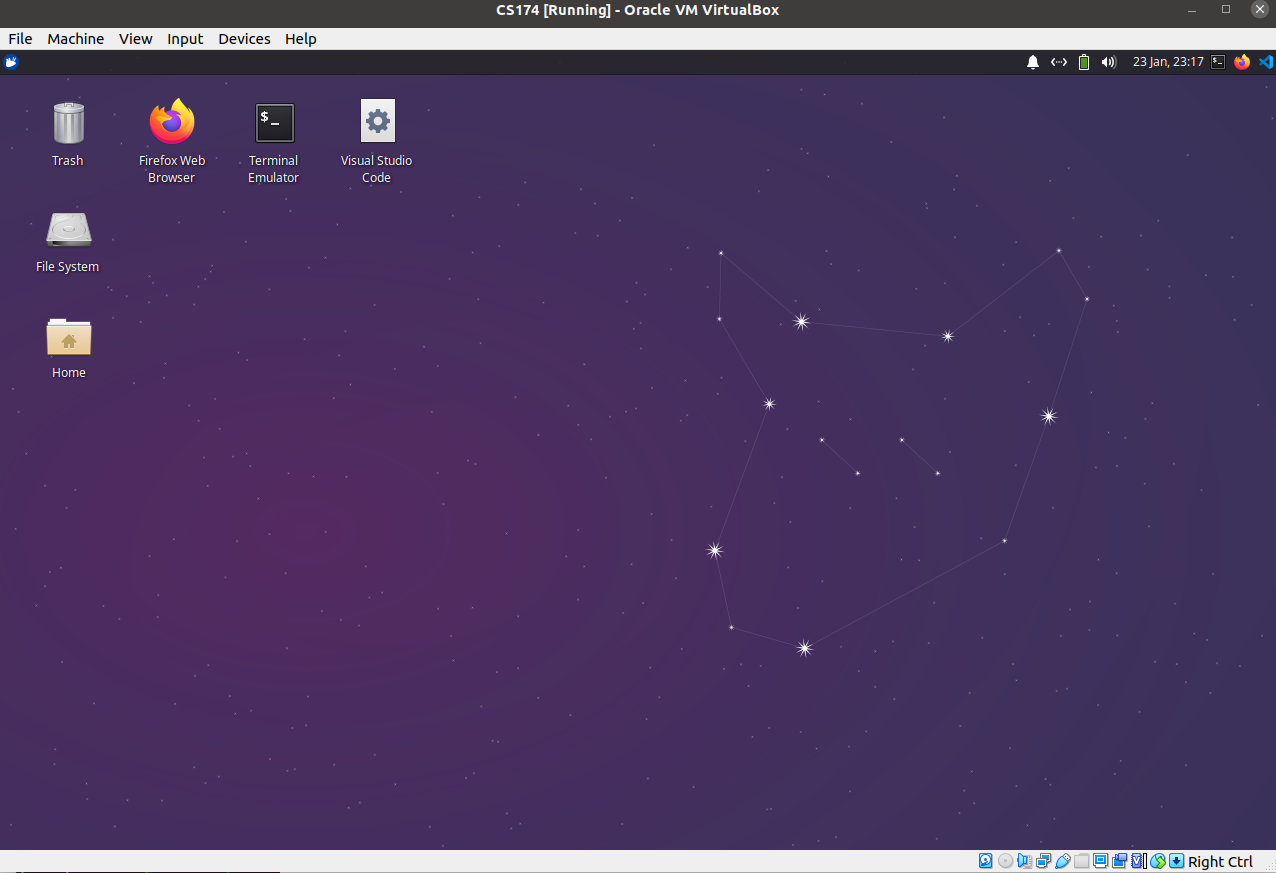 CS174 [Running] - Oracle VM VirtualBox
File Machine View Input Devices Help
23 Jan, 23:17
$_
Trash
Firefox Web
Browser
Terminal
Emulator
Visual Studio
Code
File System
Home
Right Ctrl